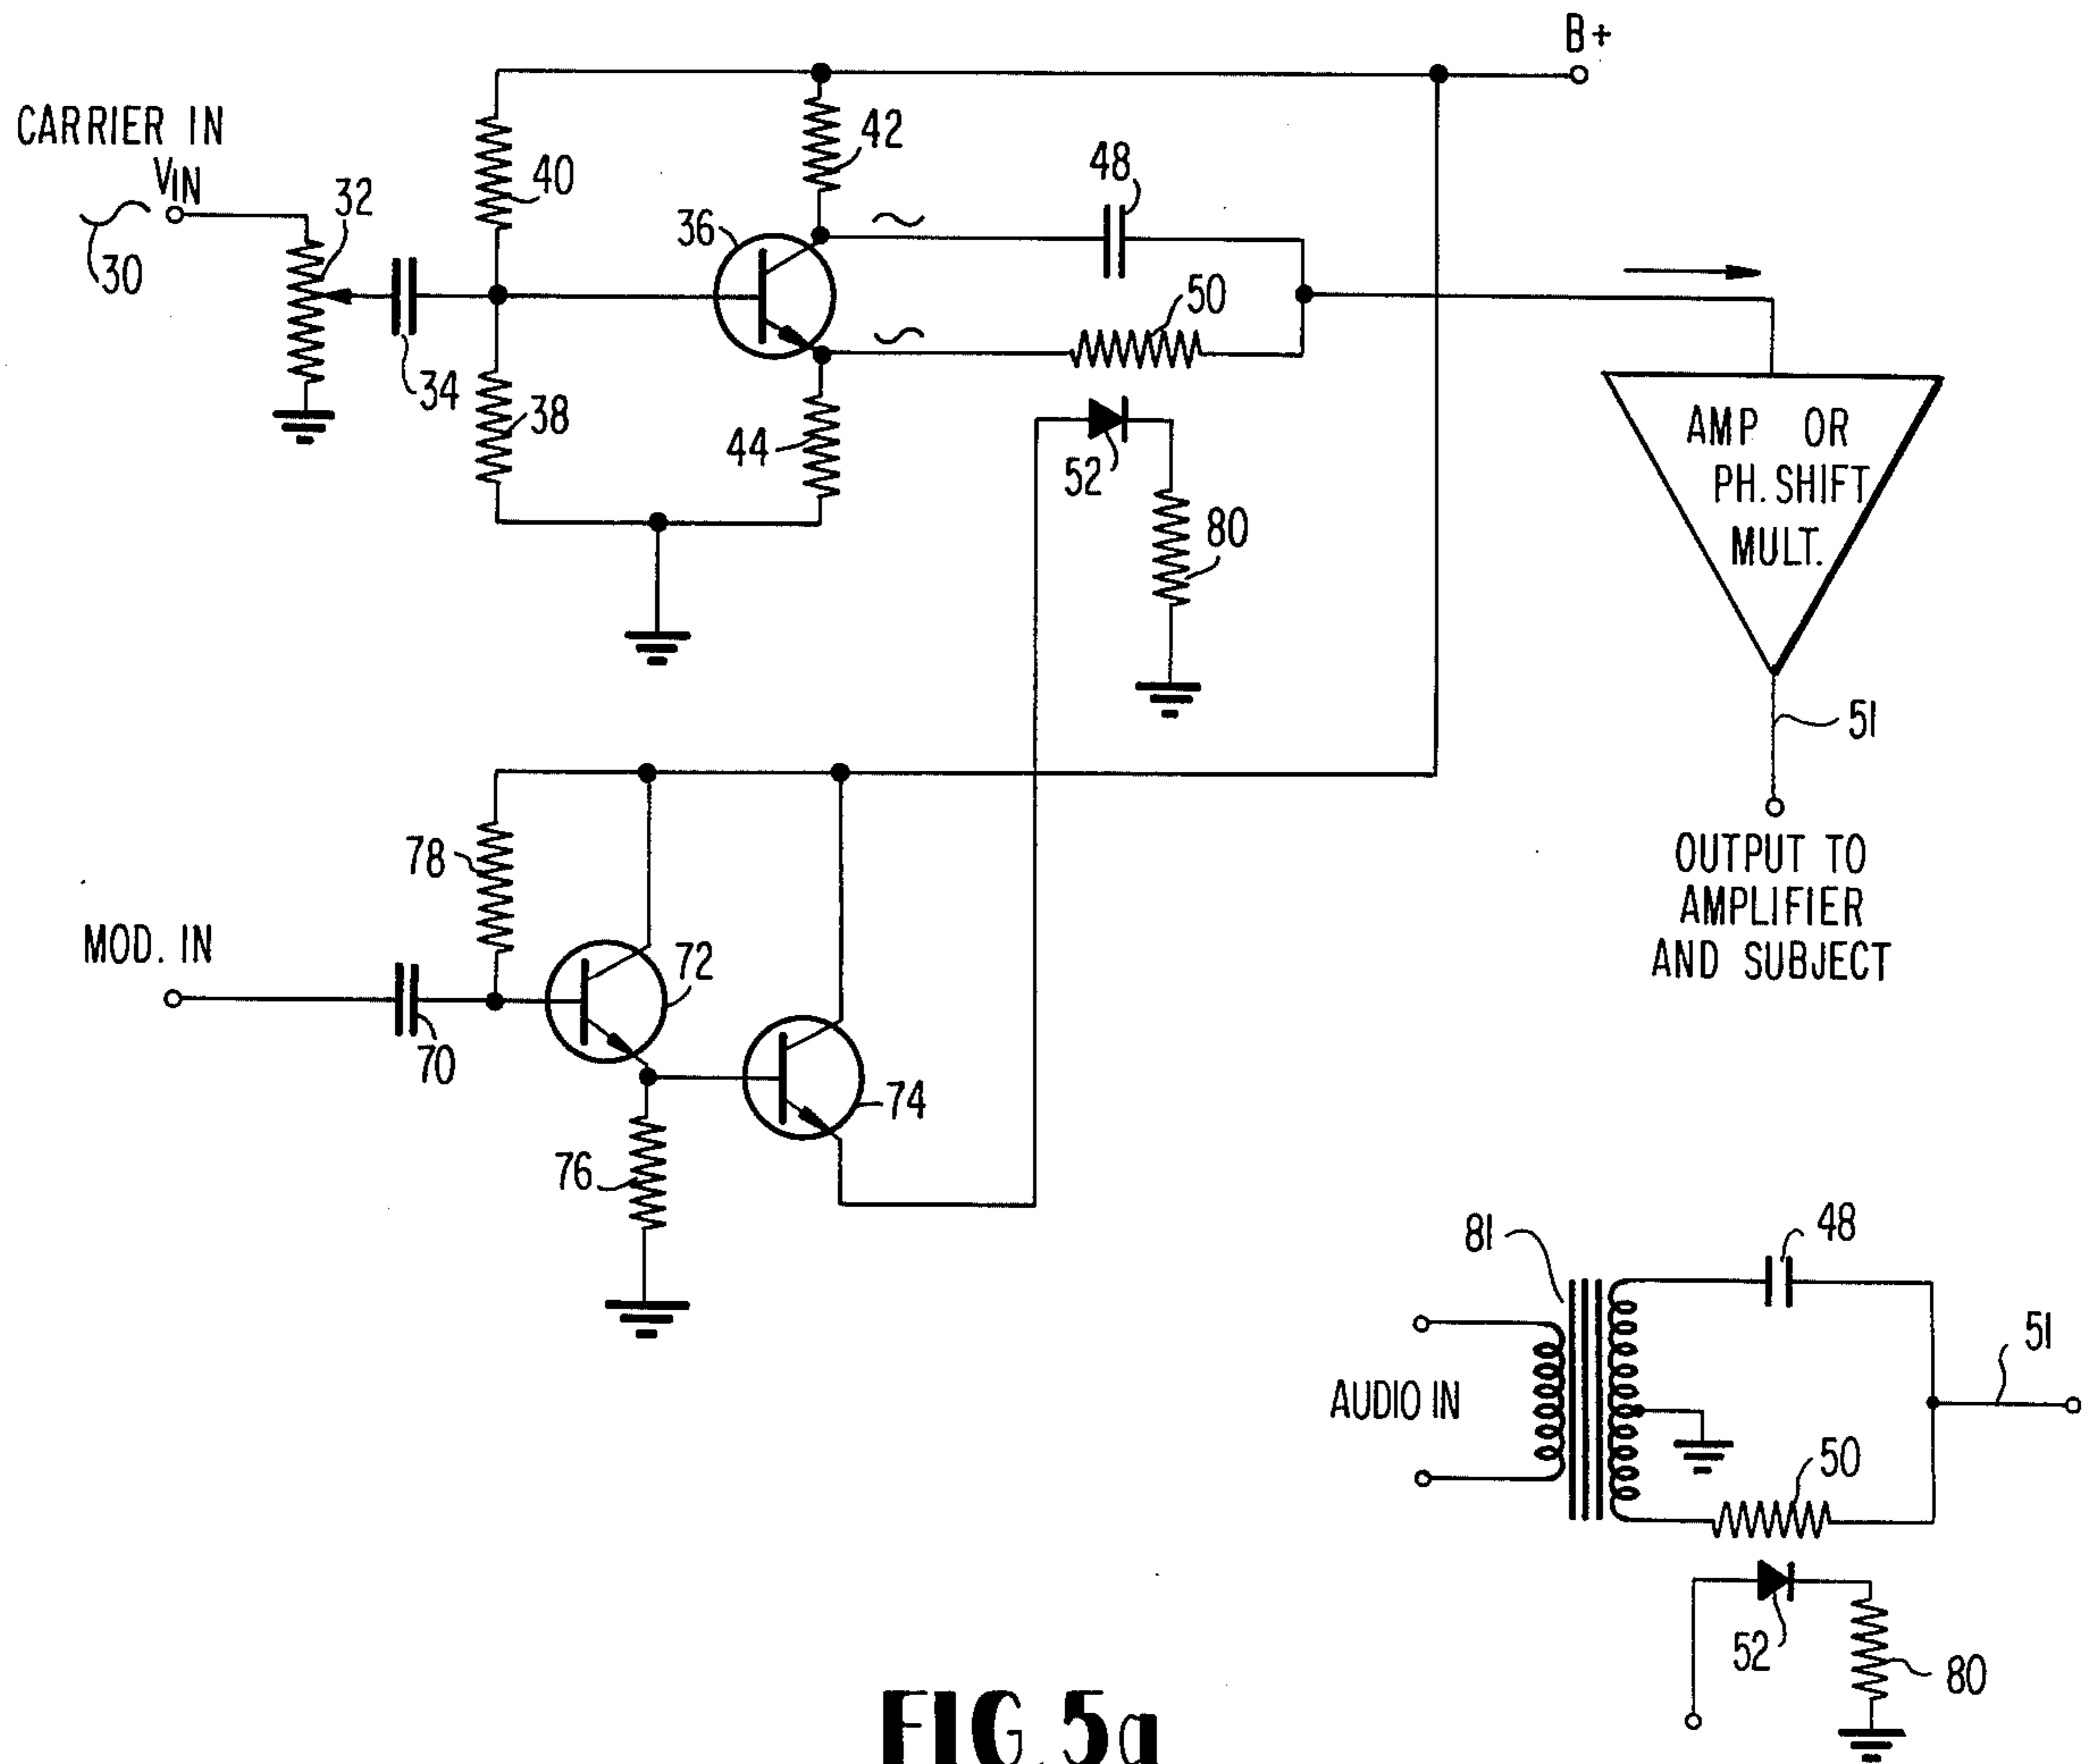 B+
CARRIER IN
VIN
30
32
34
40
38
36
42
44
48
50
52
80
AMP OR
PH. SHIFT
MULT.
51
OUTPUT TO
AMPLIFIER
AND SUBJECT
MOD. IN
70
78
72
74
76
81
AUDIO IN
48
50
51
52
80
FIG. 5a